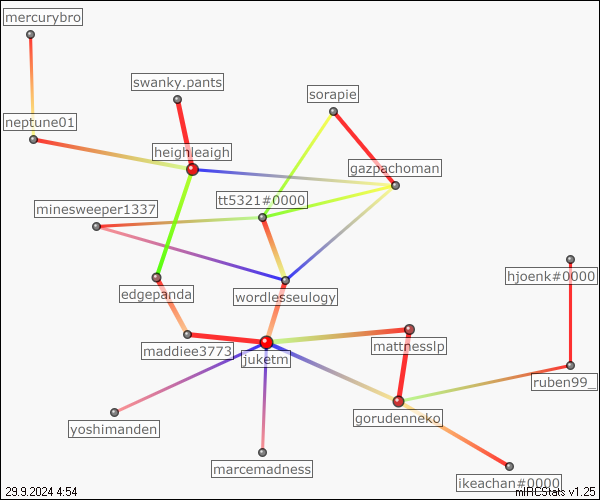 mercurybro
swanky.pants
sorapie
neptune01
heighleaigh
gazpachoman
tt5321#0000
minesweeper1337
hjoenk#0000
edgepanda
wordlesseulogy
maddiee3773
juketm
mattnesslp
ruben99_
gorudenneko
yoshimanden
marcemadness
ikeachan#0000
29.9.2024 4:54
mIRCStats v1.25